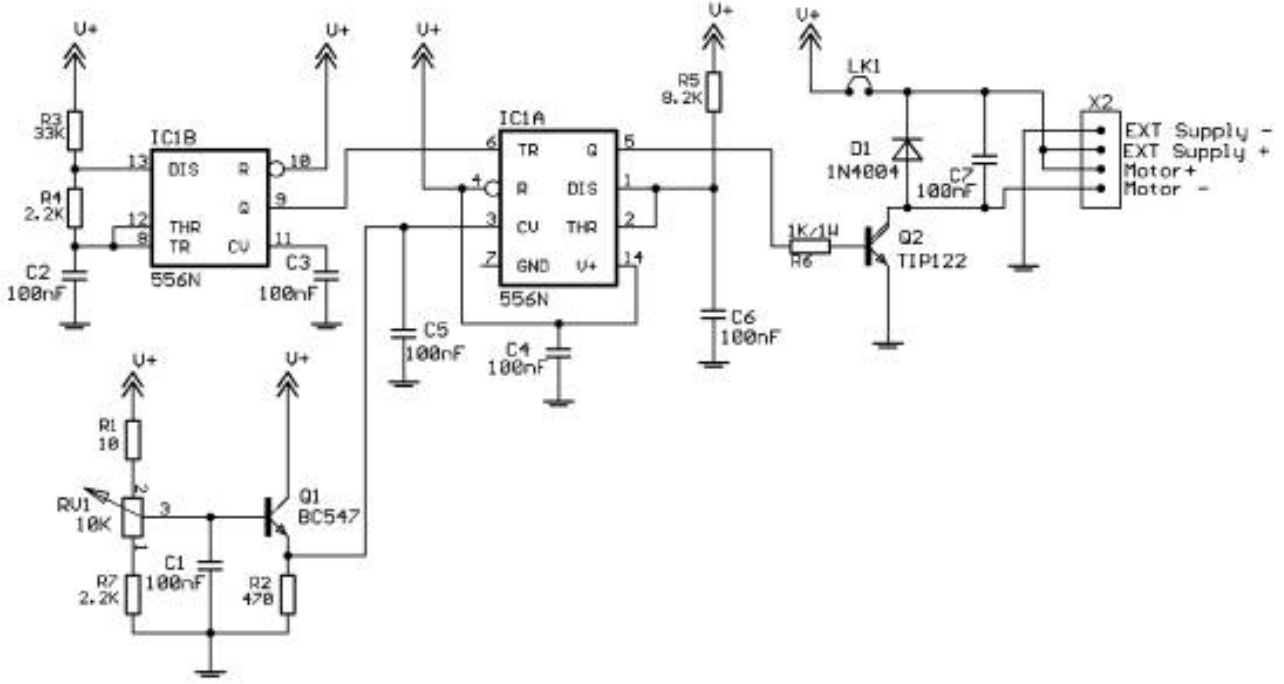 V+
V+
V+
V+
V+
R3
33K
R4
2.2K
C2
100nF
IC1B
13
DIS
R
10
Q
9
12
THR
8
TR
CV
11
556N
C3
100nF
IC1A
6
TR
Q
5
4
R
DIS
1
3
CV
THR
2
7
GND
V+
14
556N
R5
8.2K
C5
100nF
C4
100nF
C6
100nF
LK1
D1
1N4004
C7
100nF
1K/1W
R6
Q2
TIP122
X2
EXT Supply -
EXT Supply +
Motor+
Motor -
V+
V+
R1
10
RV1
10K
2
3
1
R7
2.2K
C1
100nF
Q1
BC547
R2
470